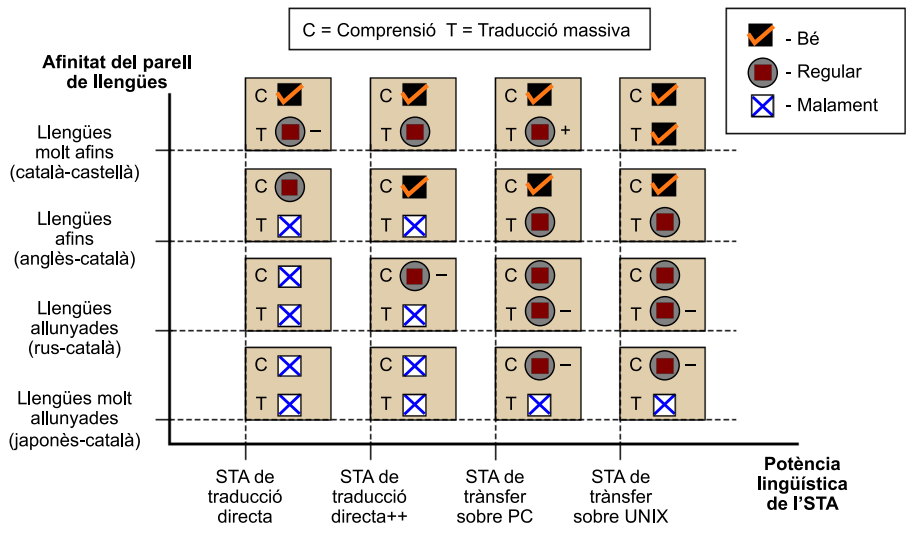 C = Comprensió T = Traducció massiva
- Bé
- Regular
- Malament
Afinitat del parell
de llengües
Llengües
molt afins
(català-castellà)
C
T –
C
T
C
T +
C
T
Llengües
afins
(anglès-català)
C
T
C
T
C
T
C
T
Llengües
allunyades
(rus-català)
C
T
C –
T
C
T –
C
T –
Llengües molt
allunyades
(japonès-català)
C
T
C
T
C –
T
C –
T
STA de
traducció
directa
STA de
traducció
directa++
STA de
trànsfer
sobre PC
STA de
trànsfer
sobre UNIX
Potència
lingüística
de l'STA